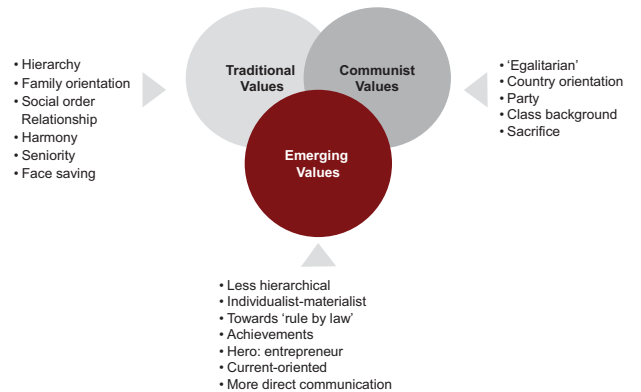 • Hierarchy
• Family orientation
• Social order
Relationship
• Harmony
• Seniority
• Face saving
Traditional
Values
Communist
Values
Emerging
Values
• ‘Egalitarian’
• Country orientation
• Party
• Class background
• Sacrifice
• Less hierarchical
• Individualist-materialist
• Towards ‘rule by law’
• Achievements
• Hero: entrepreneur
• Current-oriented
• More direct communication